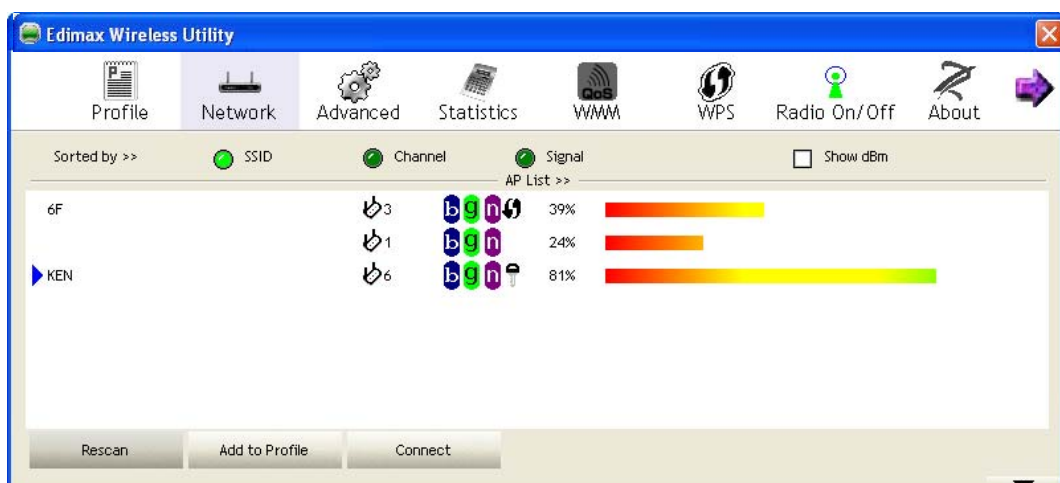 Edimax Wireless Utility
Profile Network Advanced Statistics WMM WPS Radio On/Off About
QoS
Sorted by >> SSID Channel Signal Show dBm
AP List >>
6F 3 b g n 39%
1 b g n 24%
KEN 6 b g n 81%
Rescan Add to Profile Connect